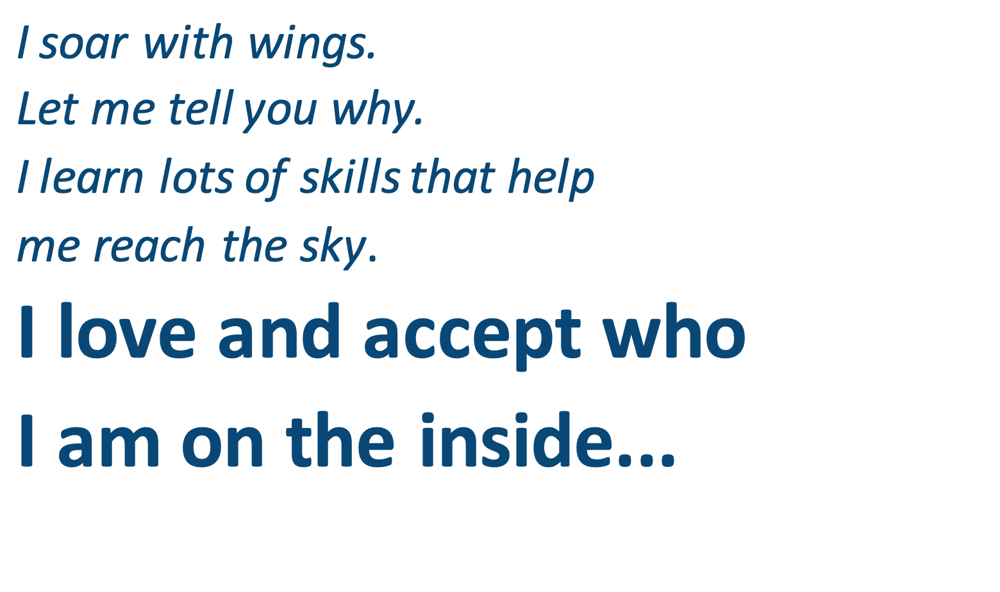 I soar with wings.
Let me tell you why.
I learn lots of skills that help
me reach the sky.
I love and accept who
I am on the inside...